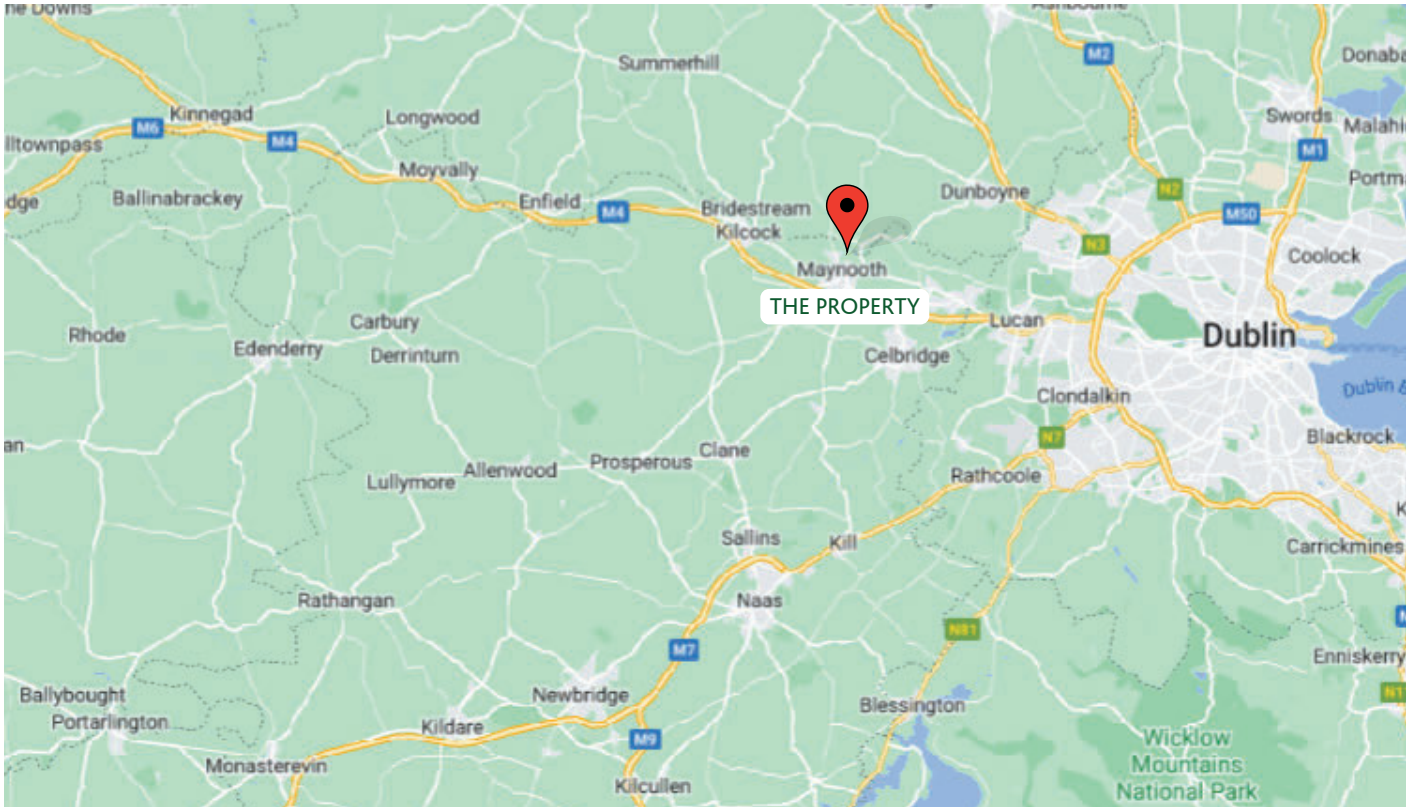 The Downs
Ashbourne
M2
Donaba
Summerhill
Kinnegad
M6
M4
Longwood
Swords
Malahi
M1
lltownpass
Moyvally
Portm
dge
Ballinabrackey
Enfield
M4
Bridestream
Kilcock
Dunboyne
N2
M50
N3
Coolock
Maynooth
THE PROPERTY
Lucan
Dublin
Rhode
Carbury
Edenderry
Derrinturn
Celbridge
Clondalkin
Dublin B
an
N7
Blackrock
Clane
Prosperous
Allenwood
Lullymore
Rathcoole
K
Sallins
Kill
Carrickmines
Rathangan
Naas
N81
M7
Enniskerry
N1
Ballybought
Portarlington
Newbridge
Kildare
M9
Blessington
Monasterevin
Kilcullen
Wicklow
Mountains
National Park